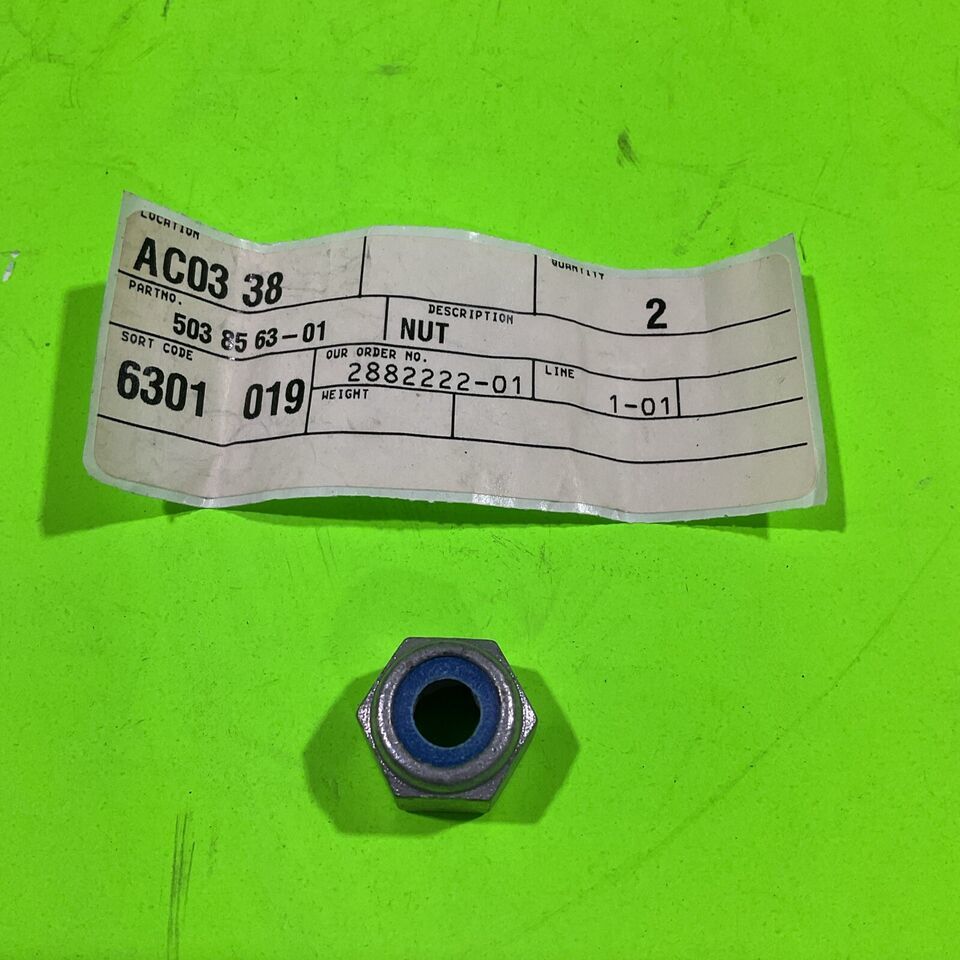 LOCATION
AC03 38
QUANTITY
2
PARTNO.
503 85 63-01
DESCRIPTION
NUT
SORT CODE
6301 019
OUR ORDER NO.
2882222-01
LINE
1-01
WEIGHT